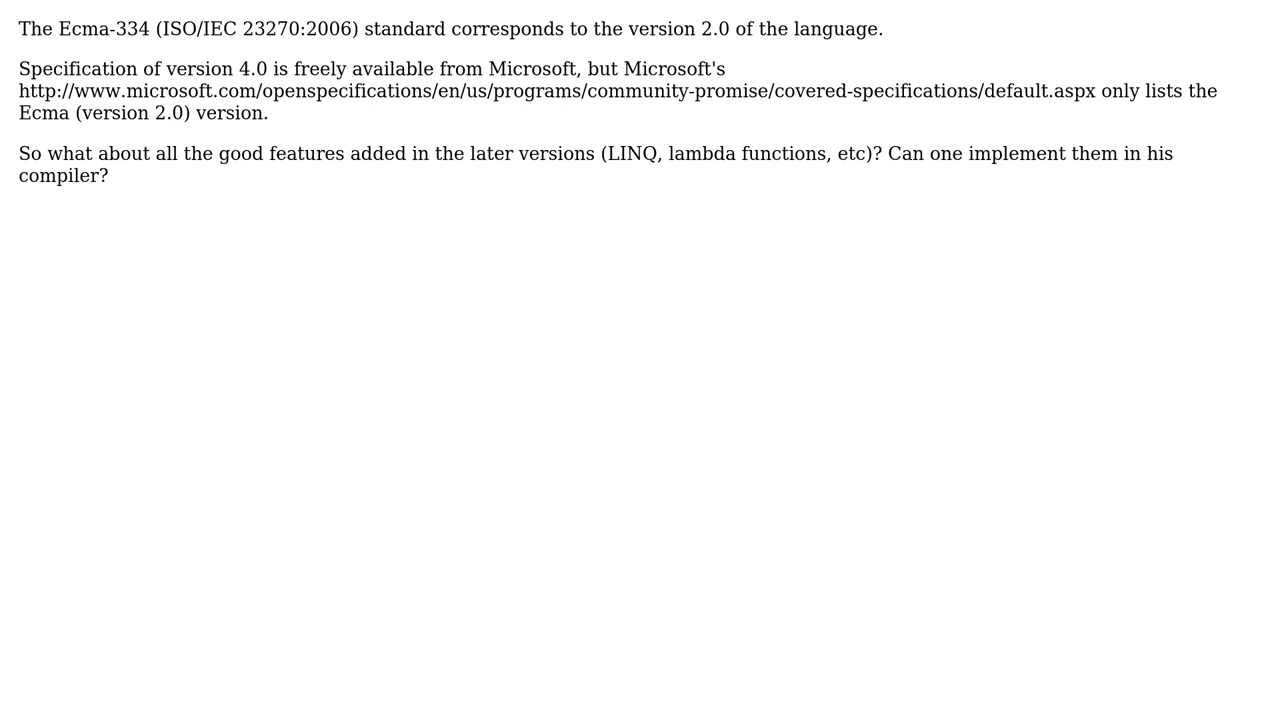 The Ecma-334 (ISO/IEC 23270:2006) standard corresponds to the version 2.0 of the language.
Specification of version 4.0 is freely available from Microsoft, but Microsoft's
http://www.microsoft.com/openspecifications/en/us/programs/community-promise/covered-specifications/default.aspx only lists the
Ecma (version 2.0) version.
So what about all the good features added in the later versions (LINQ, lambda functions, etc)? Can one implement them in his
compiler?